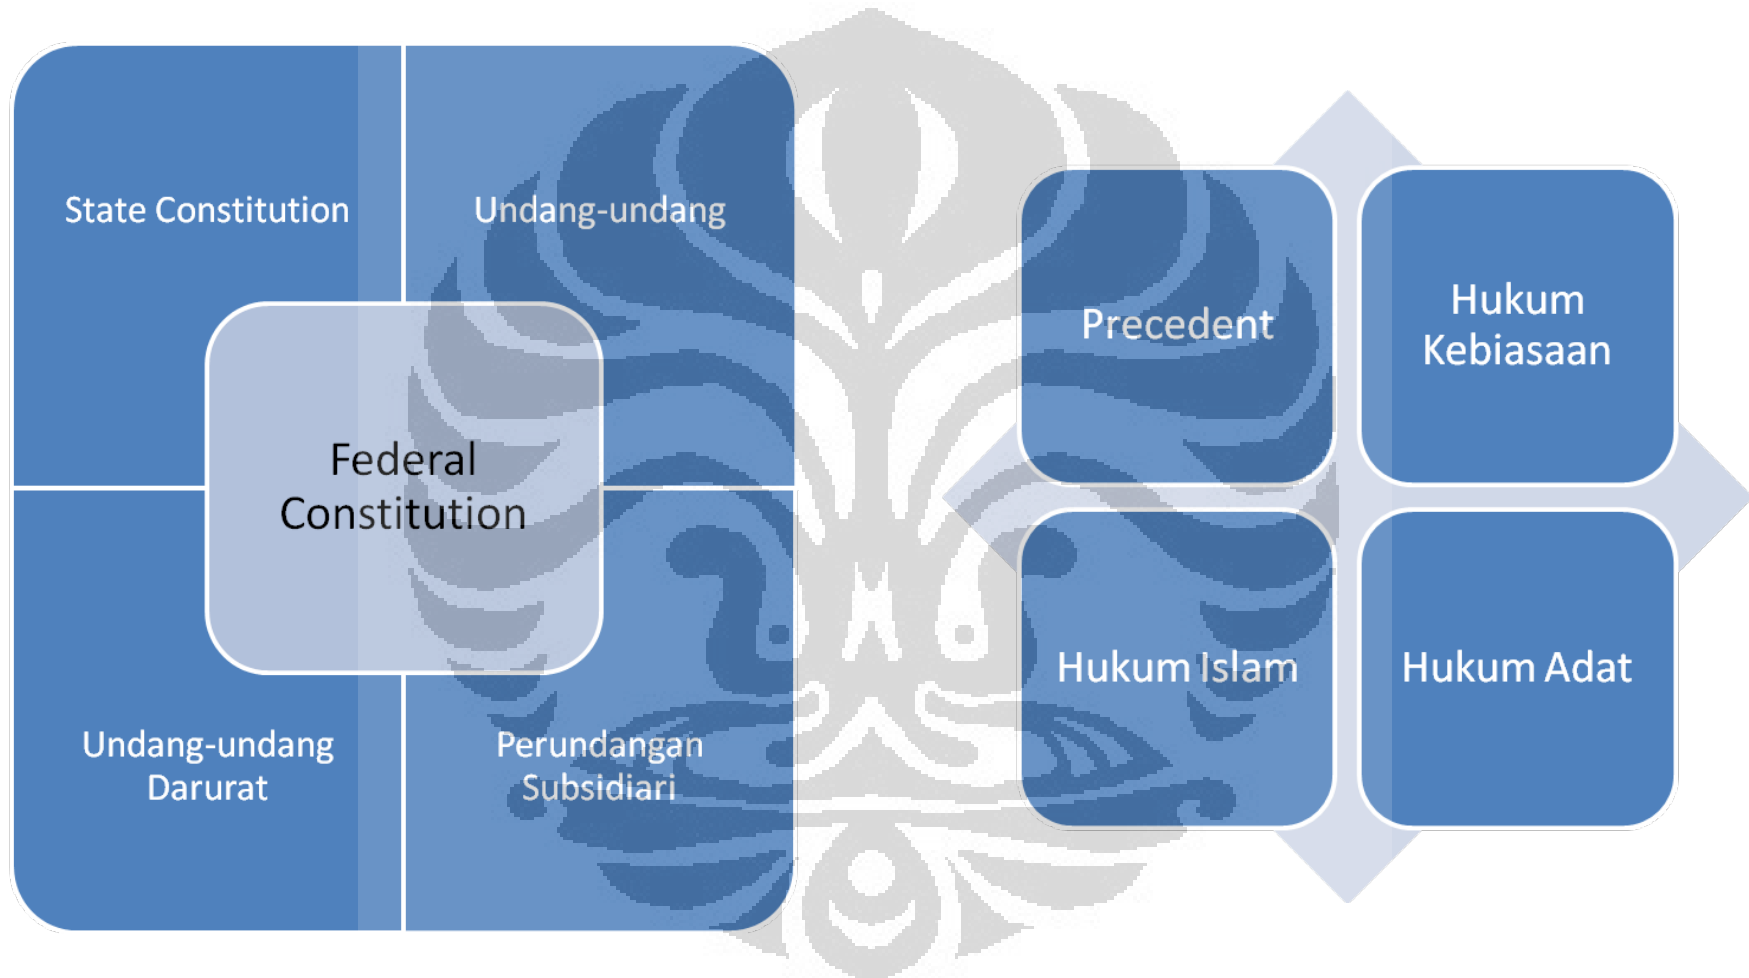 State Constitution
Undang-undang
Federal
Constitution
Undang-undang
Darurat
Perundangan
Subsidiari
Precedent
Hukum
Kebiasaan
Hukum Islam
Hukum Adat